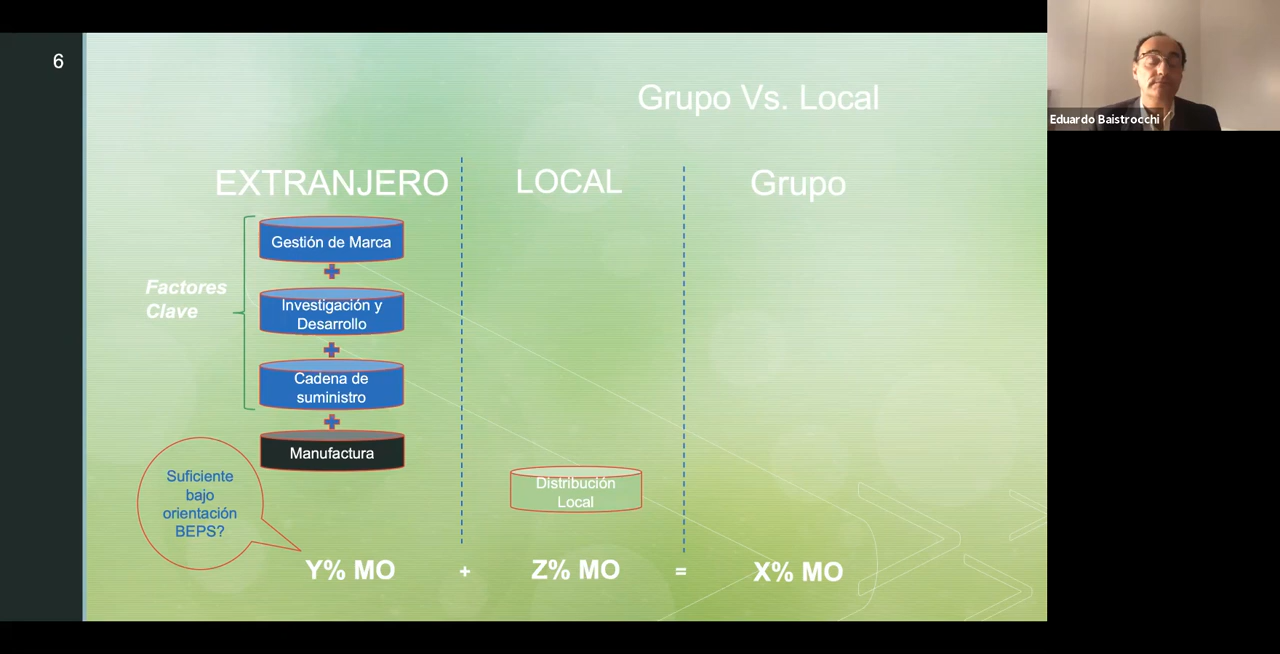 6
Grupo Vs. Local
EXTRANJERO
LOCAL
Grupo
Factores
Clave
Gestión de Marca
Investigación y
Desarrollo
Cadena de
suministro
Manufactura
Distribución
Local
Suficiente
bajo
orientación
BEPS?
Y% MO + Z% MO = X% MO
Eduardo Baistrocchi